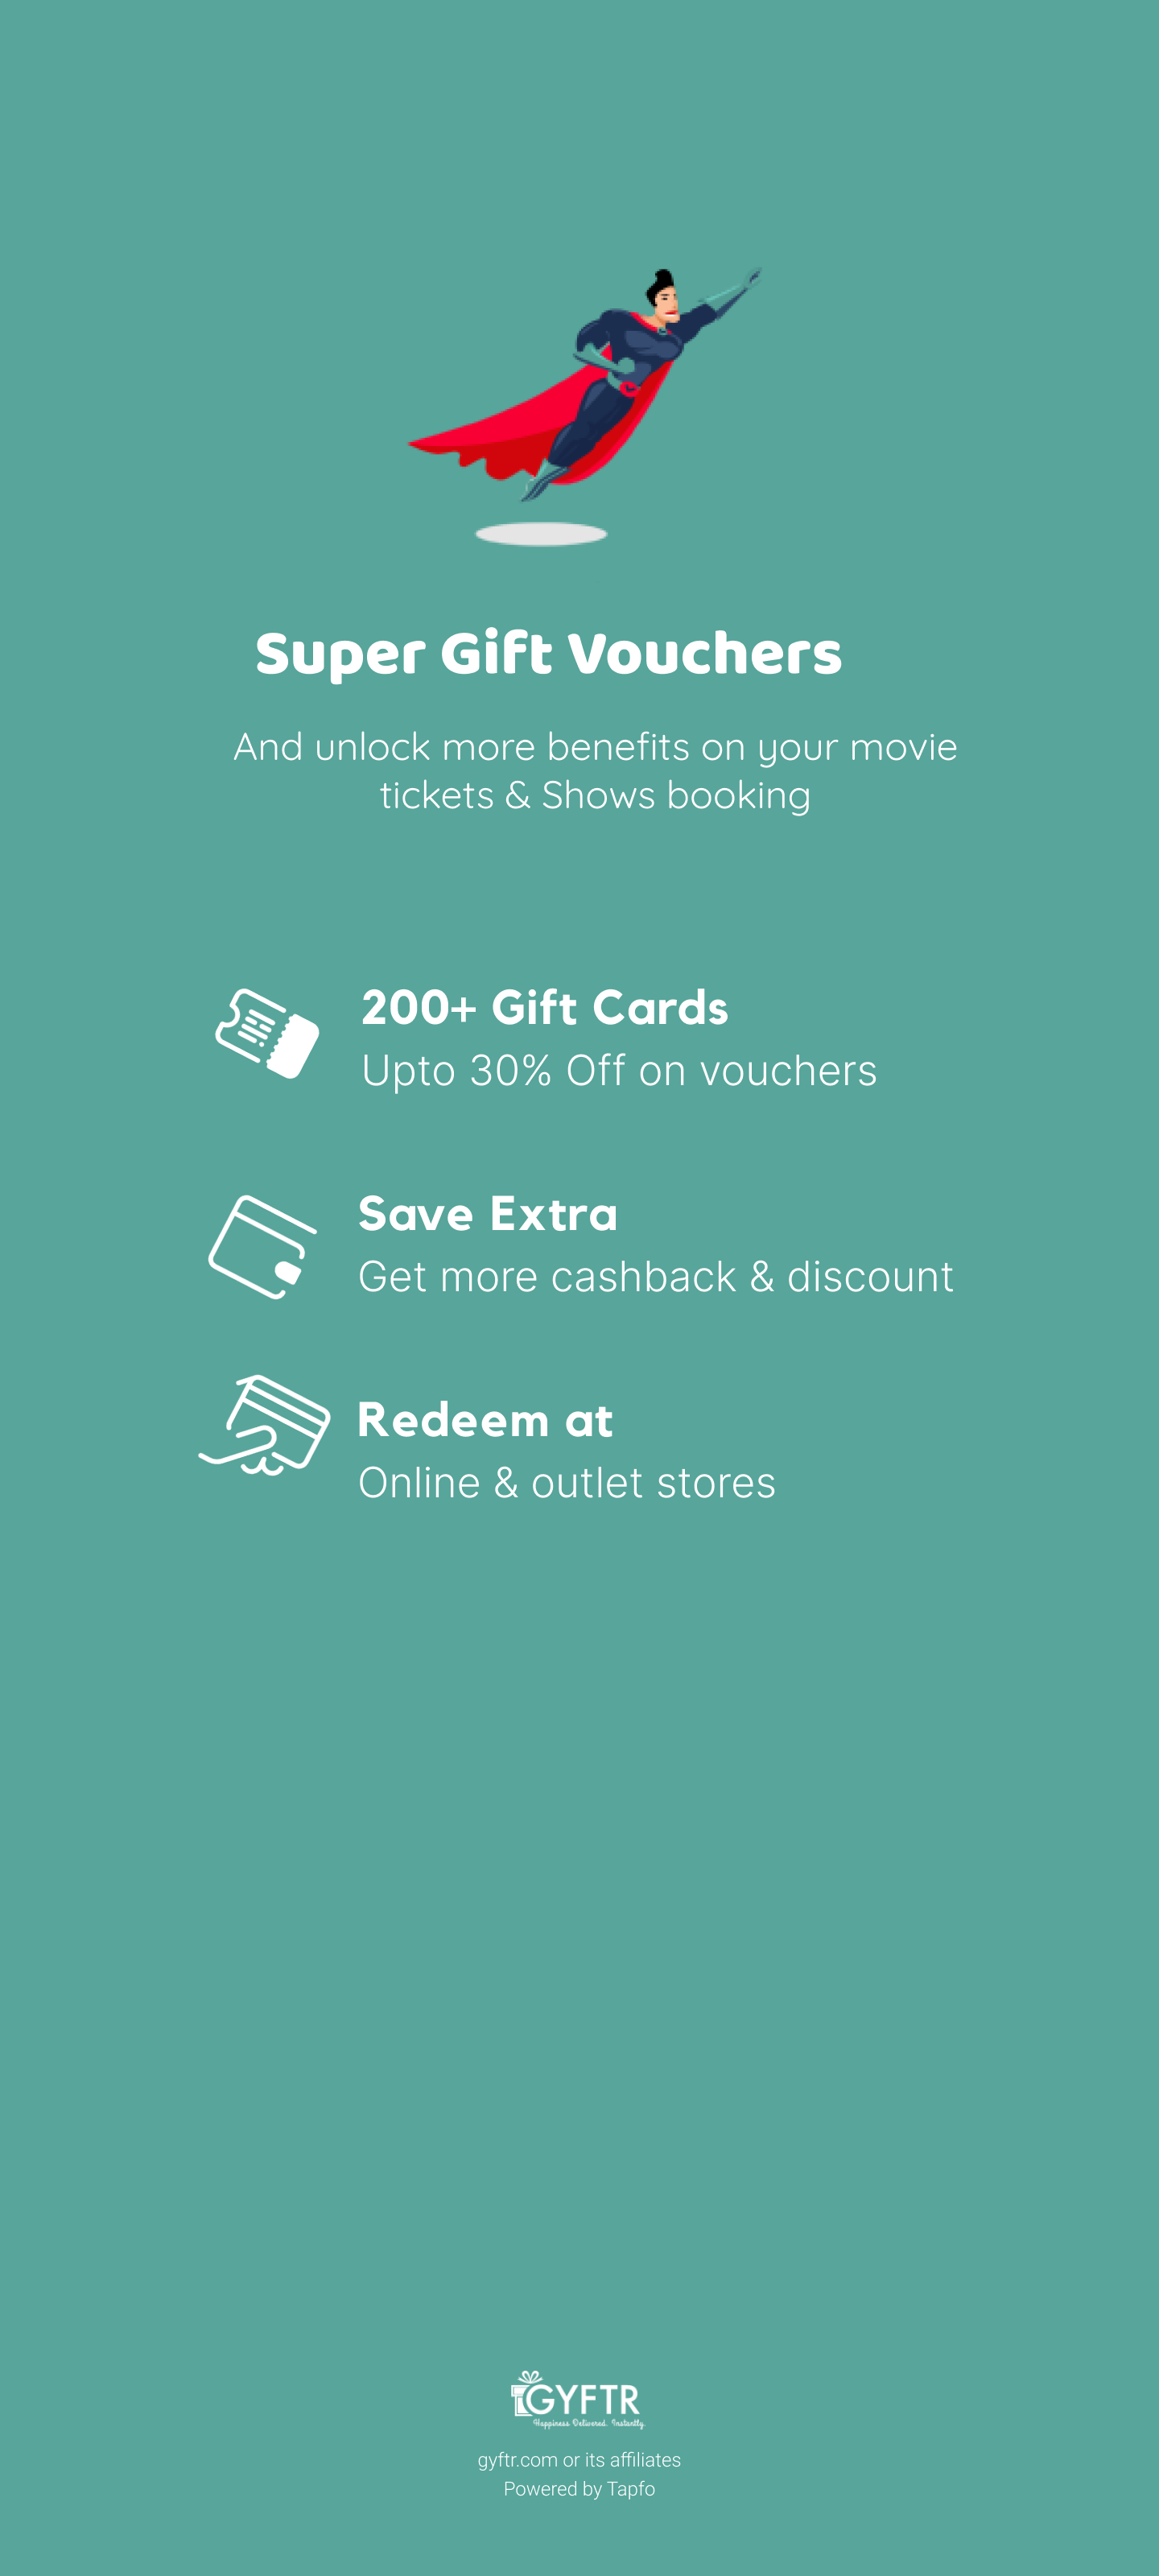 Super Gift Vouchers
And unlock more benefits on your movie
tickets & Shows booking
200+ Gift Cards
Upto 30% Off on vouchers
Save Extra
Get more cashback & discount
Redeem at
Online & outlet stores
GYFTR
Happiness Delivered. Instantly.
gyftr.com or its affiliates
Powered by Tapfo